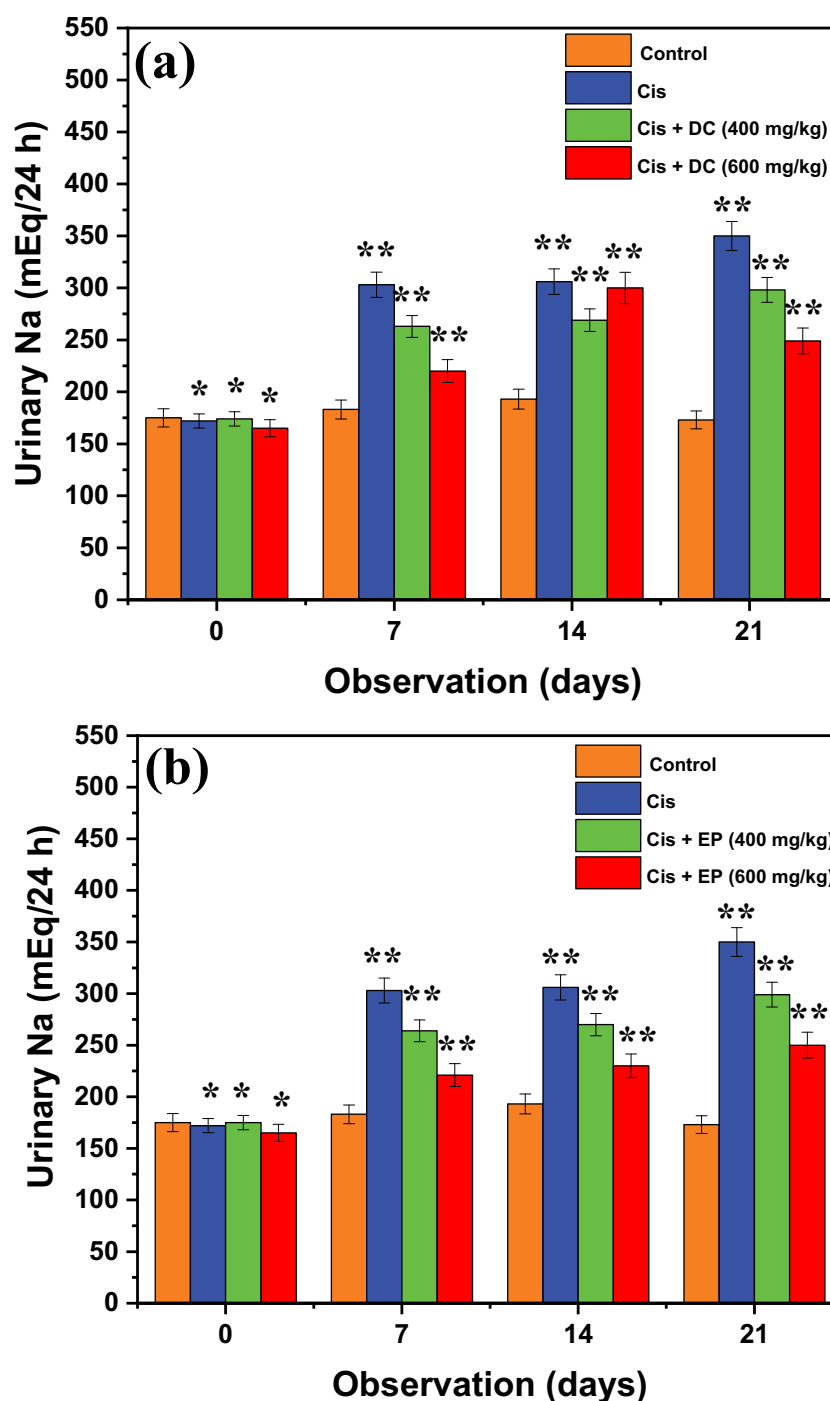 (a)
Control
Cis
Cis + DC (400 mg/kg)
Cis + DC (600 mg/kg)
Urinary Na (mEq/24 h)
550
500
450
400
350
300
250
200
150
100
50
0
** ** ** **
** ** ** **
* * * ** **
0 7 14 21
Observation (days)
(b)
Control
Cis
Cis + EP (400 mg/kg)
Cis + EP (600 mg/kg)
Urinary Na (mEq/24 h)
550
500
450
400
350
300
250
200
150
100
50
0
** ** **
** ** **
* * * ** ** **
0 7 14 21
Observation (days)